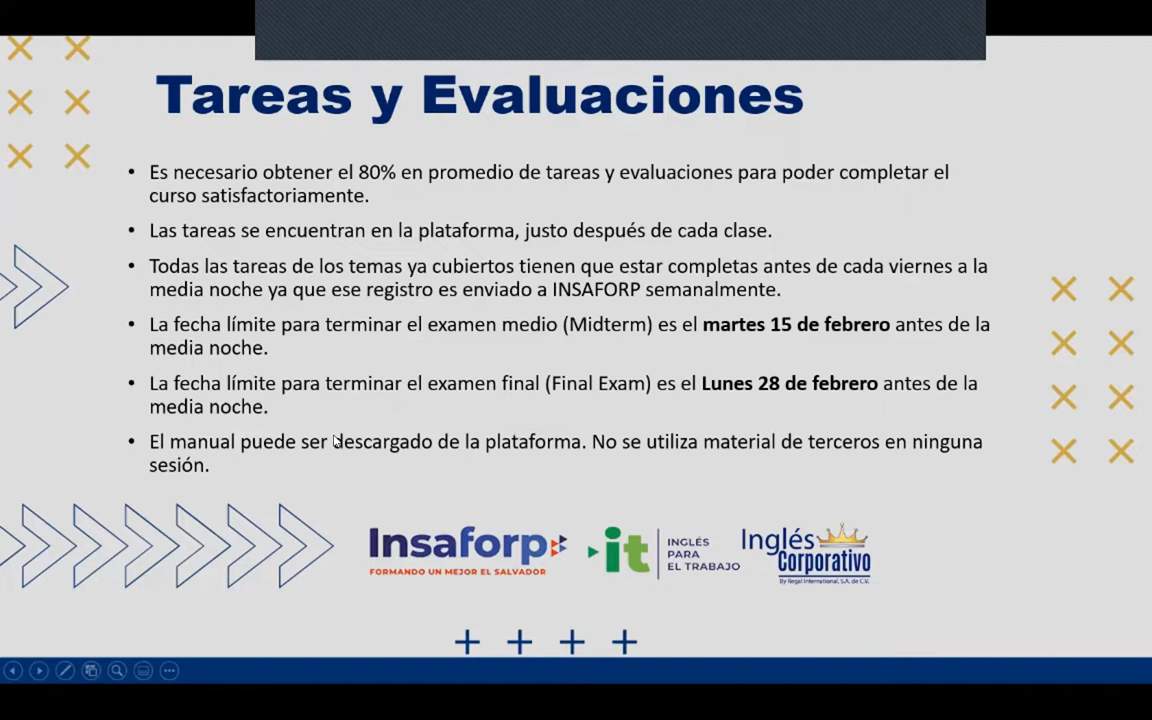 Tareas y Evaluaciones
• Es necesario obtener el 80% en promedio de tareas y evaluaciones para poder completar el
curso satisfactoriamente.
• Las tareas se encuentran en la plataforma, justo después de cada clase.
• Todas las tareas de los temas ya cubiertos tienen que estar completas antes de cada viernes a la
media noche ya que ese registro es enviado a INSAFORP semanalmente.
• La fecha límite para terminar el examen medio (Midterm) es el martes 15 de febrero antes de la
media noche.
• La fecha límite para terminar el examen final (Final Exam) es el Lunes 28 de febrero antes de la
media noche.
• El manual puede ser descargado de la plataforma. No se utiliza material de terceros en ninguna
sesión.
Insaforp
FORMANDO UN MEJOR EL SALVADOR
it
INGLÉS
PARA
EL TRABAJO
Inglés
Corporativo
By Regal International, S.A. de C.V.